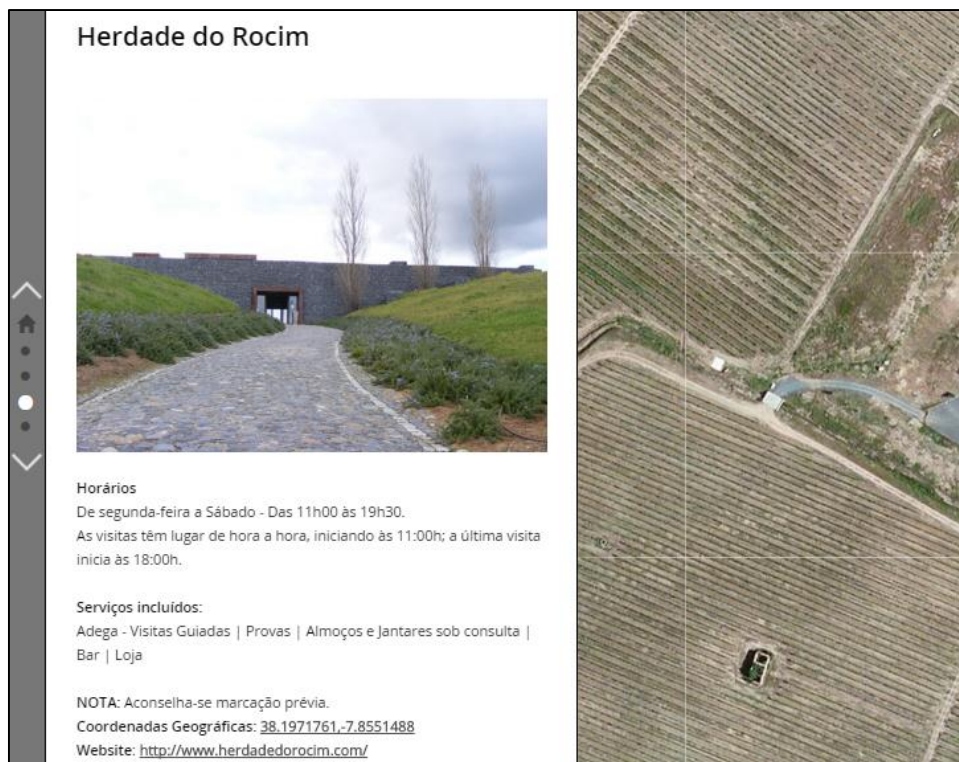 Herdade do Rocim
Horários
De segunda-feira a Sábado - Das 11h00 às 19h30.
As visitas têm lugar de hora a hora, iniciando às 11:00h; a última visita
inicia às 18:00h.
Serviços incluídos:
Adega - Visitas Guiadas | Provas | Almoços e Jantares sob consulta |
Bar | Loja
NOTA: Aconselha-se marcação prévia.
Coordenadas Geográficas: 38.1971761,-7.8551488
Website: http://www.herdadedorocim.com/